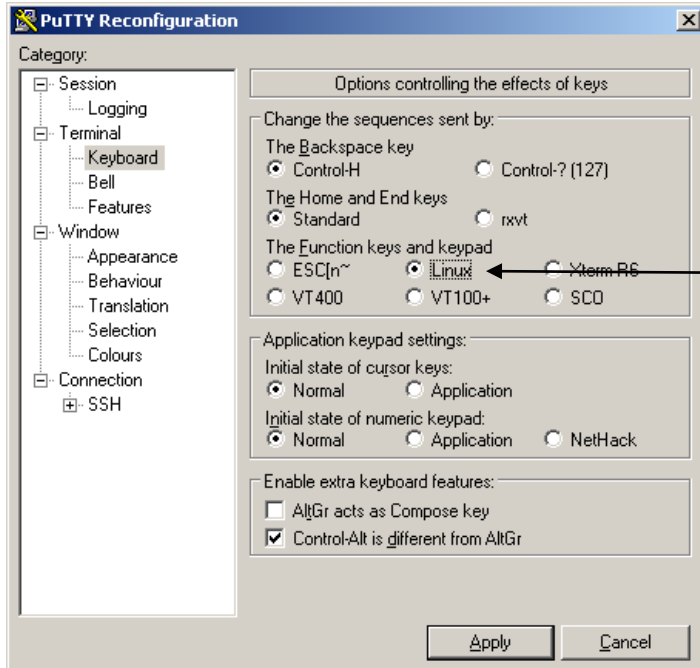 PuTTY Reconfiguration
Category:
Session
Logging
Terminal
Keyboard
Bell
Features
Window
Appearance
Behaviour
Translation
Selection
Colours
Connection
SSH
Options controlling the effects of keys
Change the sequences sent by:
The Backspace key
Control-H Control-? (127)
The Home and End keys
Standard rxvt
The Function keys and keypad
ESC[n~ Linux Xterm R6
VT400 VT100+ SCO
Application keypad settings:
Initial state of cursor keys:
Normal Application
Initial state of numeric keypad:
Normal Application NetHack
Enable extra keyboard features:
AltGr acts as Compose key
Control-Alt is different from AltGr
Apply Cancel